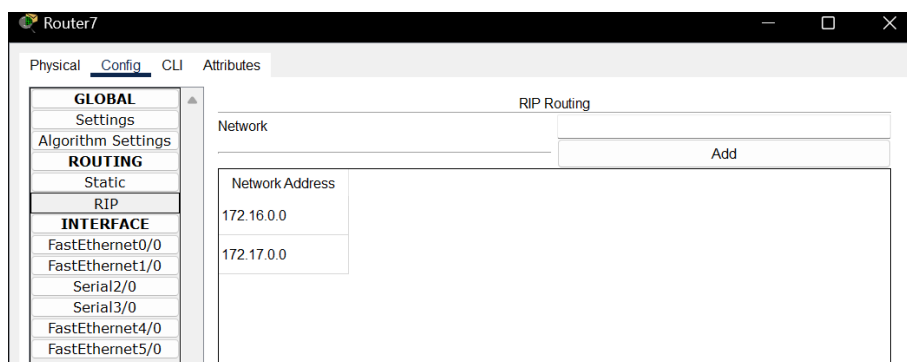 Router7
Physical Config CLI Attributes
GLOBAL
Settings
Algorithm Settings
ROUTING
Static
RIP
INTERFACE
FastEthernet0/0
FastEthernet1/0
Serial2/0
Serial3/0
FastEthernet4/0
FastEthernet5/0
RIP Routing
Network
Add
Network Address
172.16.0.0
172.17.0.0